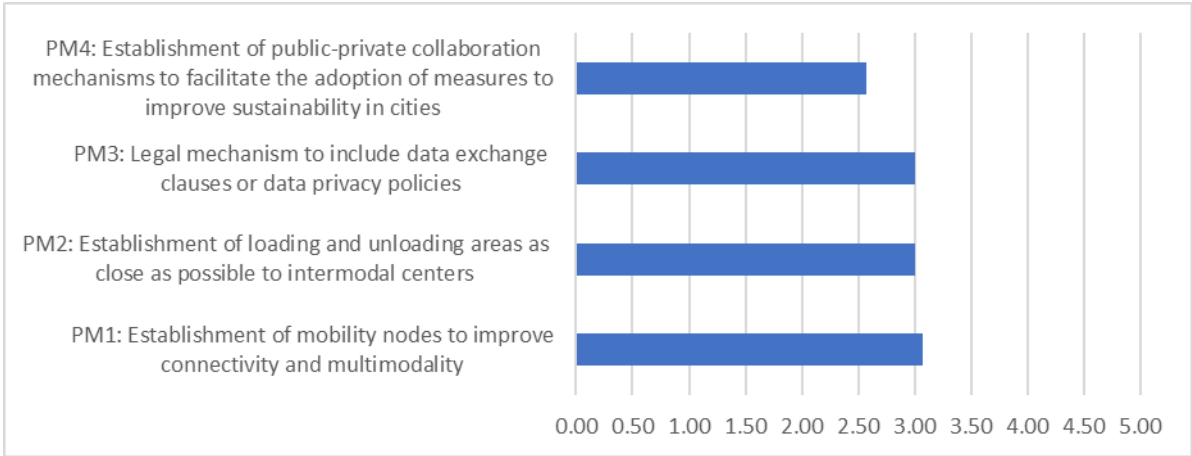 PM4: Establishment of public-private collaboration
mechanisms to facilitate the adoption of measures to
improve sustainability in cities
PM3: Legal mechanism to include data exchange
clauses or data privacy policies
PM2: Establishment of loading and unloading areas as
close as possible to intermodal centers
PM1: Establishment of mobility nodes to improve
connectivity and multimodality
0.00 0.50 1.00 1.50 2.00 2.50 3.00 3.50 4.00 4.50 5.00